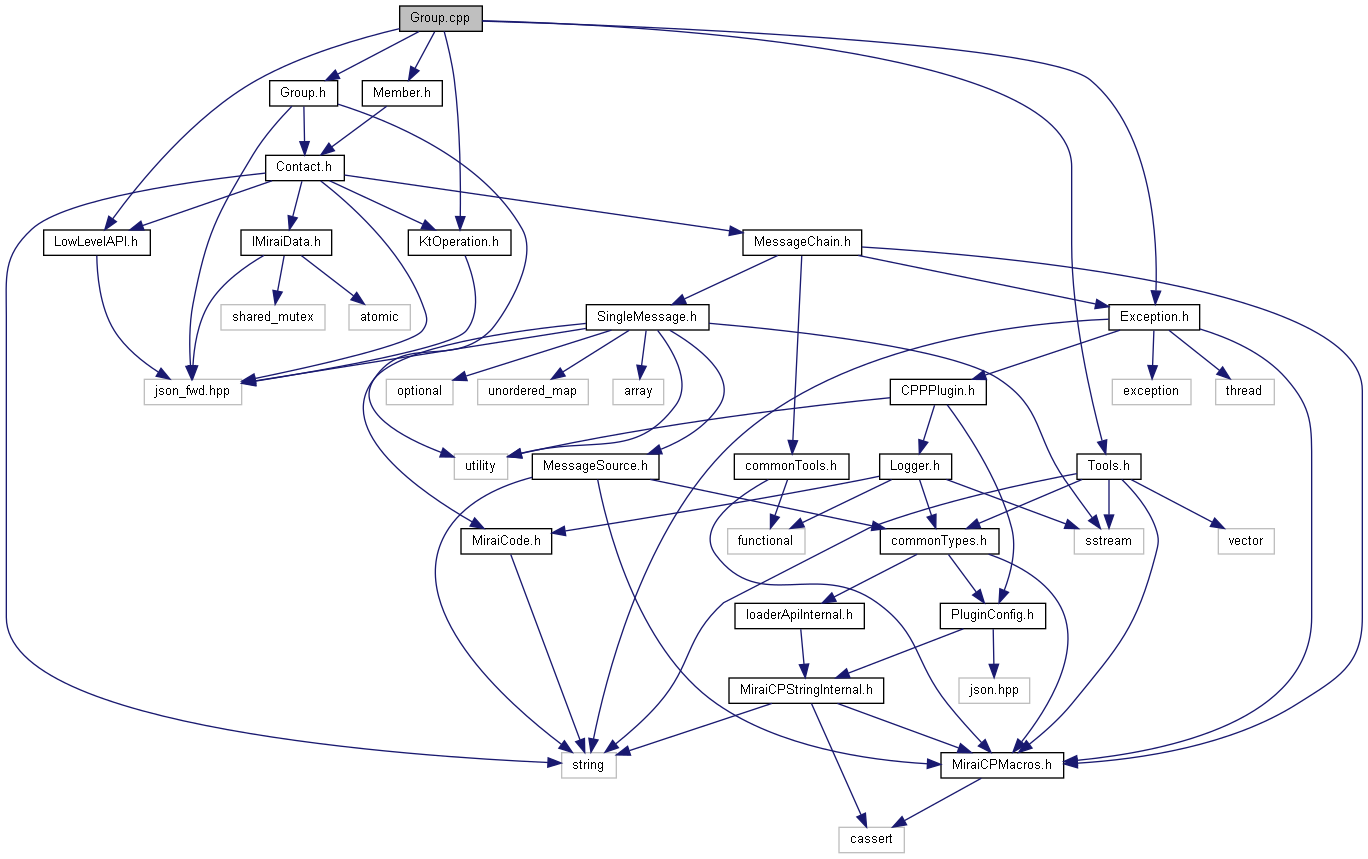 Group.cpp
Group.h
Member.h
Contact.h
LowLevelAPI.h
IMiraiData.h
KtOperation.h
MessageChain.h
shared_mutex
atomic
SingleMessage.h
Exception.h
json_fwd.hpp
optional
unordered_map
array
CPPPlugin.h
exception
thread
utility
MessageSource.h
commonTools.h
Logger.h
Tools.h
MiraiCode.h
functional
commonTypes.h
sstream
vector
loaderApiInternal.h
PluginConfig.h
MiraiCPStringInternal.h
json.hpp
string
MiraiCPMacros.h
cassert